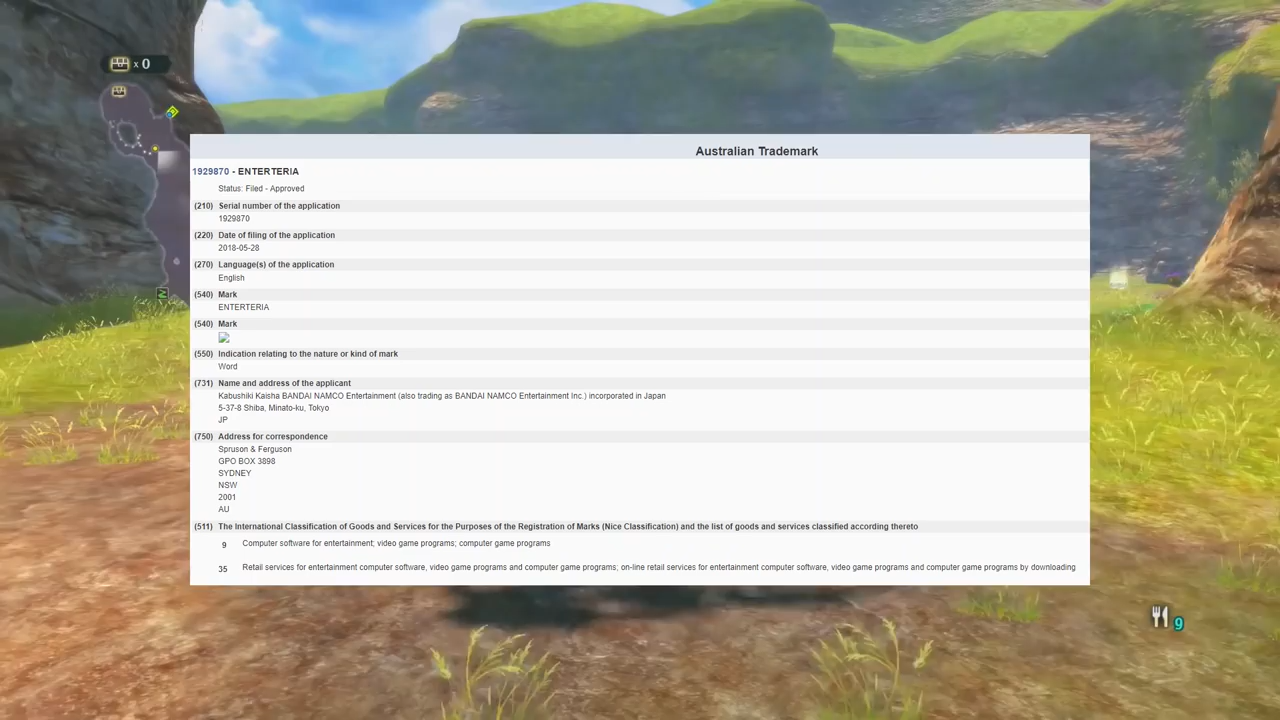 x 0
Australian Trademark
1929870 - ENTERTERIA
Status: Filed - Approved
(210) Serial number of the application
1929870
(220) Date of filing of the application
2018-05-28
(270) Language(s) of the application
English
(540) Mark
ENTERTERIA
(540) Mark
(550) Indication relating to the nature or kind of mark
Word
(731) Name and address of the applicant
Kabushiki Kaisha BANDAI NAMCO Entertainment (also trading as BANDAI NAMCO Entertainment Inc.) incorporated in Japan
5-37-8 Shiba, Minato-ku, Tokyo
JP
(750) Address for correspondence
Spruson & Ferguson
GPO BOX 3898
SYDNEY
NSW
2001
AU
(511) The International Classification of Goods and Services for the Purposes of the Registration of Marks (Nice Classification) and the list of goods and services classified according thereto
9 Computer software for entertainment; video game programs; computer game programs
35 Retail services for entertainment computer software, video game programs and computer game programs; on-line retail services for entertainment computer software, video game programs and computer game programs by downloading
9